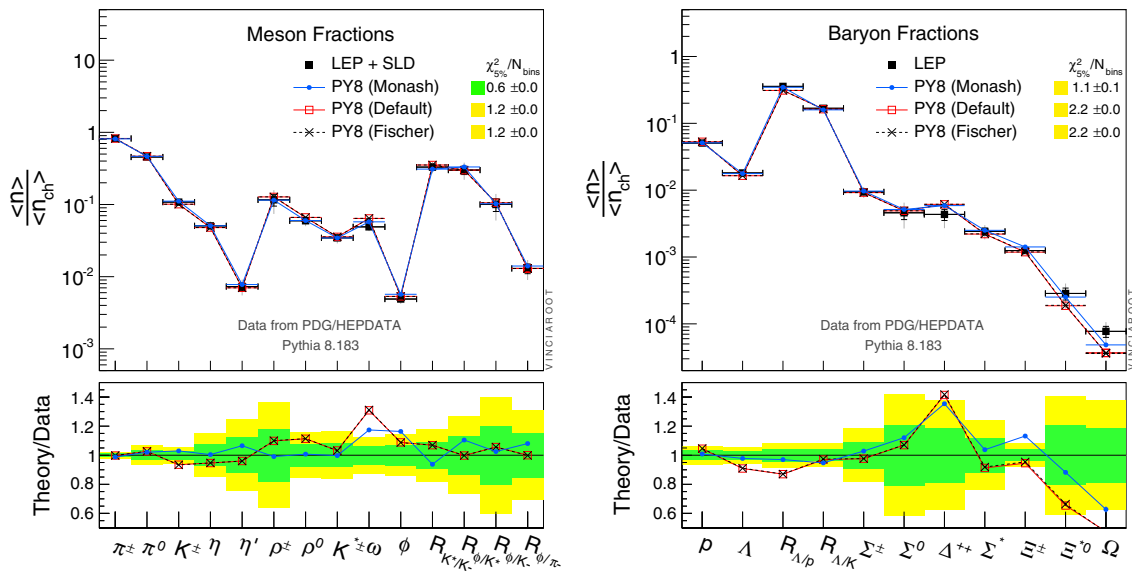 Meson Fractions
LEP + SLD
PY8 (Monash)
PY8 (Default)
PY8 (Fischer)
χ²5%/Nbins
0.6 ±0.0
1.2 ±0.0
1.2 ±0.0
<n>
<nch>
10
1
10⁻¹
10⁻²
10⁻³
Data from PDG/HEPDATA
Pythia 8.183
VINCIAROOT
Theory/Data
1.4
1.2
1
0.8
0.6
π± π⁰ K± η η′ ρ± ρ⁰ K*± ω ϕ R K*/K- R ϕ/K* R ϕ/K- R ϕ/π-
Baryon Fractions
LEP
PY8 (Monash)
PY8 (Default)
PY8 (Fischer)
χ²5%/Nbins
1.1 ±0.1
2.2 ±0.0
2.2 ±0.0
<n>
<nch>
1
10⁻¹
10⁻²
10⁻³
10⁻⁴
Data from PDG/HEPDATA
Pythia 8.183
VINCIAROOT
Theory/Data
1.4
1.2
1
0.8
0.6
p Λ R Λ/p R Λ/K Σ± Σ⁰ Δ⁺⁺ Σ* Ξ± Ξ*⁰ Ω